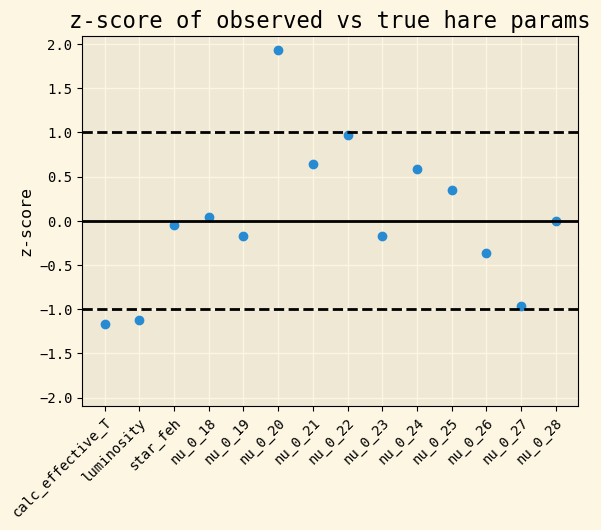 z-score of observed vs true hare params
z-score
2.0
1.5
1.0
0.5
0.0
−0.5
−1.0
−1.5
−2.0
calc_effective_T
luminosity
star_feh
nu_0_18
nu_0_19
nu_0_20
nu_0_21
nu_0_22
nu_0_23
nu_0_24
nu_0_25
nu_0_26
nu_0_27
nu_0_28